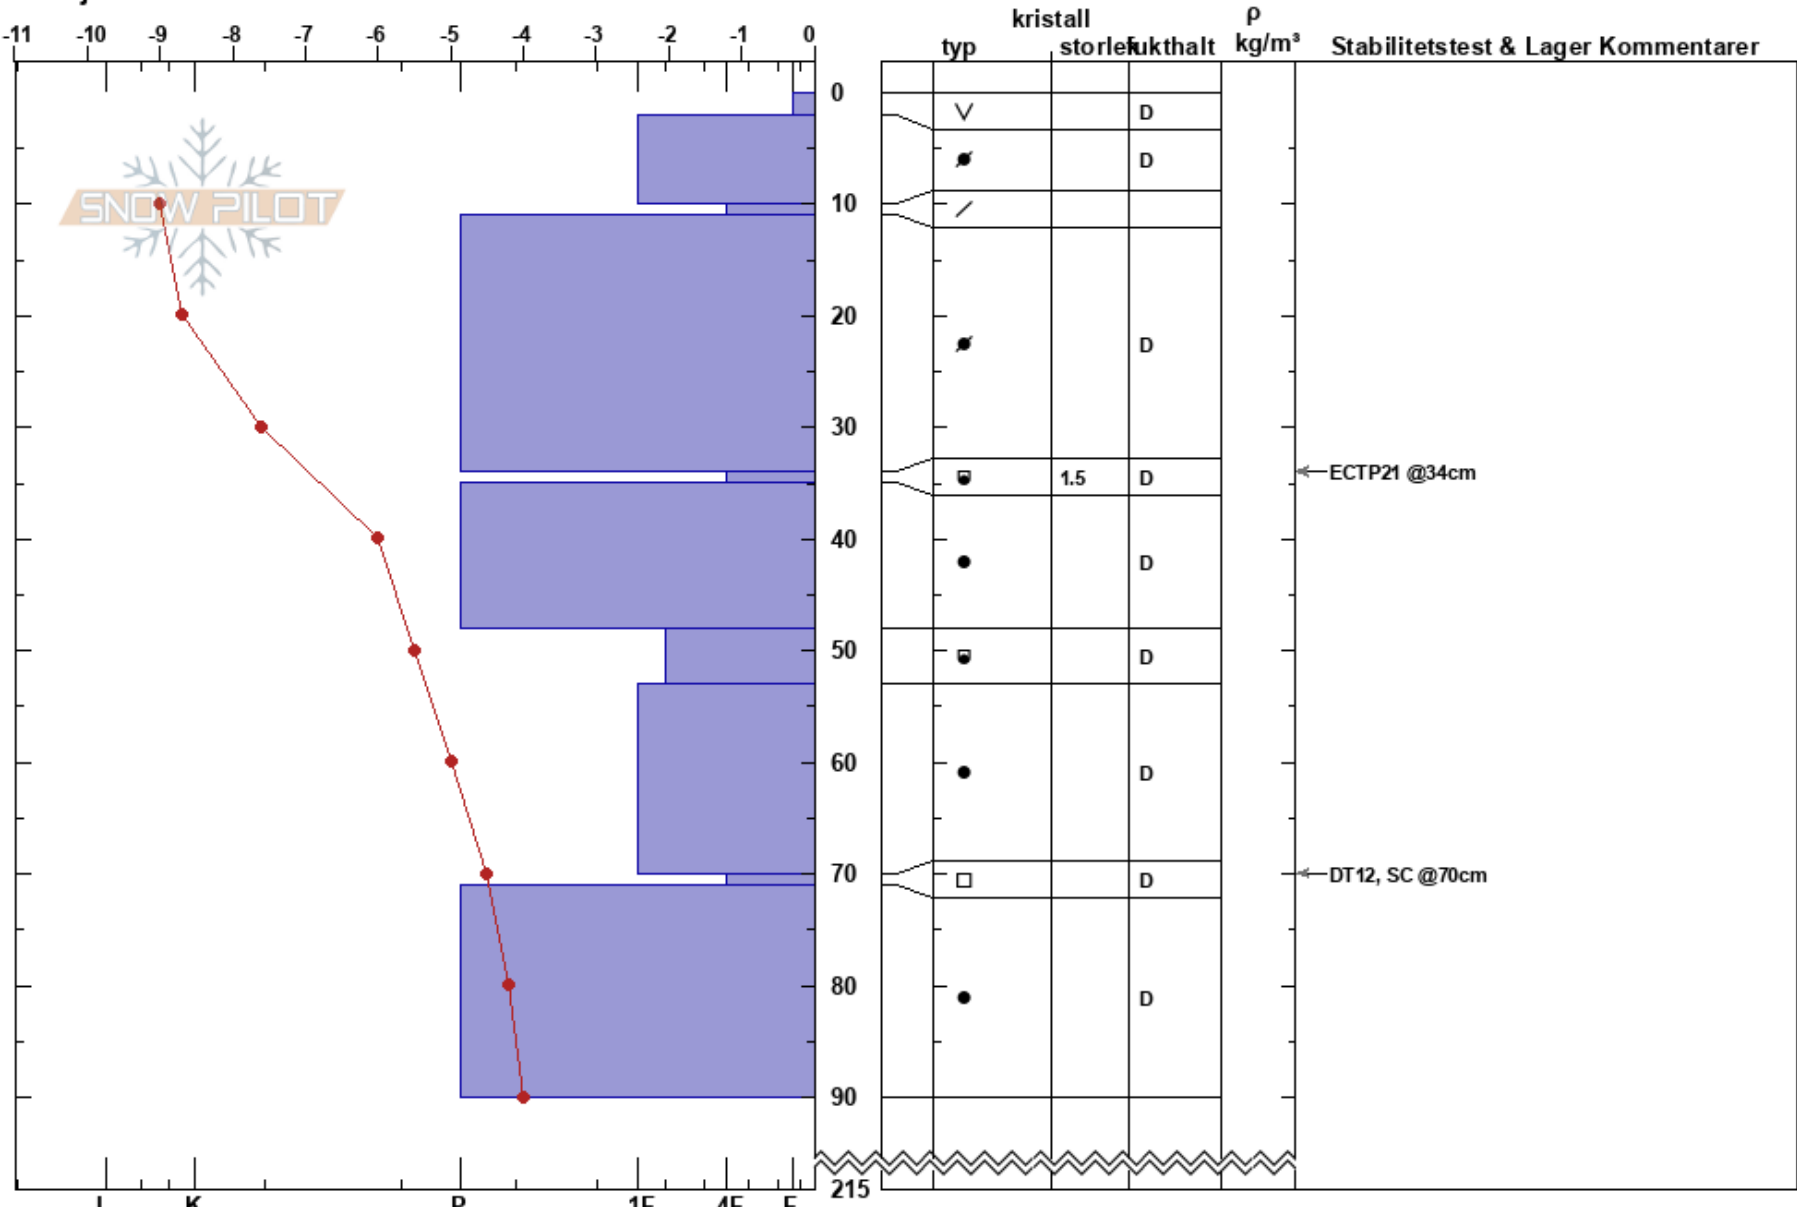 kristall
ρ
-11 -10 -9 -8 -7 -6 -5 -4 -3 -2 -1 0
typ storlek fukthalt kg/m³ Stabilitetstest & Lager Kommentarer
0
D
D
SNOW PILOT
10
20
D
30
1.5 D
ECTP21 @34cm
40
D
50
D
60
D
70
D
DT12, SC @70cm
80
D
90
215
I K P 1F 4F F